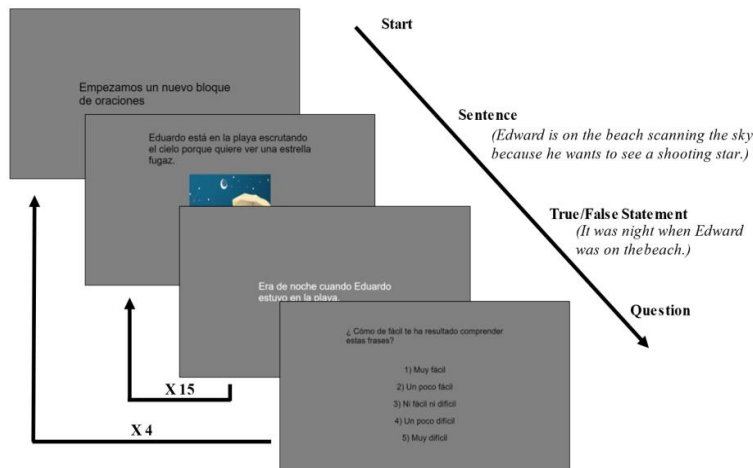 Start
Empezamos un nuevo bloque
de oraciones
Sentence
(Edward is on the beach scanning the sky
because he wants to see a shooting star.)
Eduardo está en la playa escrutando
el cielo porque quiere ver una estrella
fugaz.
True/False Statement
(It was night when Edward
was on thebeach.)
Era de noche cuando Eduardo
estuvo en la playa.
Question
¿ Cómo de fácil te ha resultado comprender
estas frases?
1) Muy fácil
2) Un poco fácil
3) Ni fácil ni difícil
4) Un poco difícil
5) Muy difícil
X 15
X 4